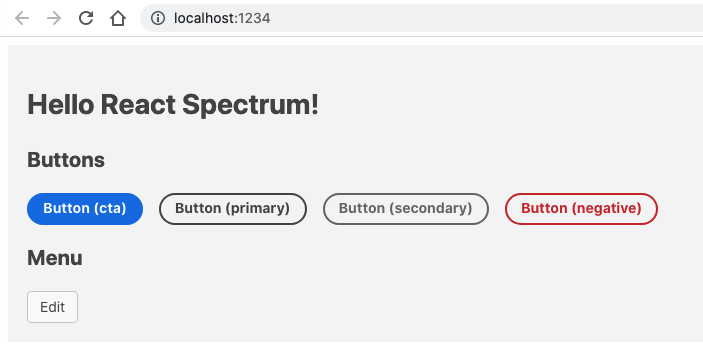 localhost:1234
Hello React Spectrum!
Buttons
Button (cta) Button (primary) Button (secondary) Button (negative)
Menu
Edit